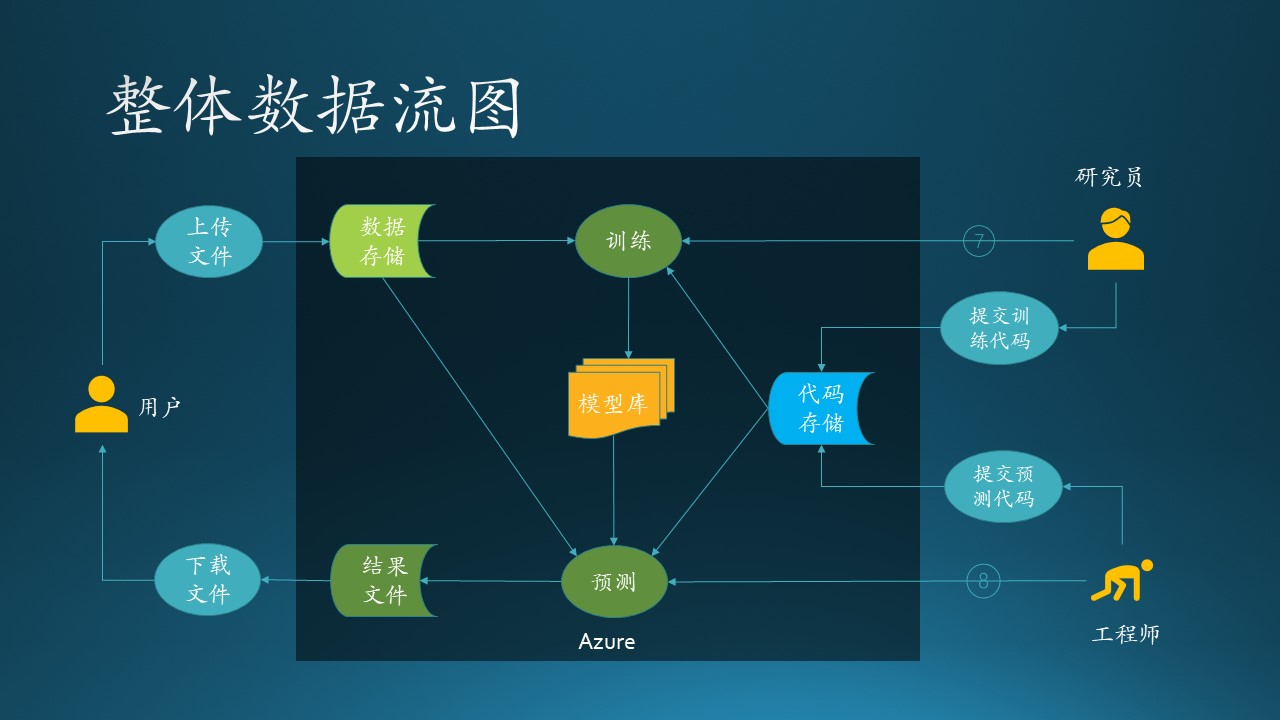 整体数据流图
研究员
上传
文件
数据
存储
训练
7
提交训
练代码
用户
模型库
代码
存储
提交预
测代码
下载
文件
结果
文件
预测
8
工程师
Azure